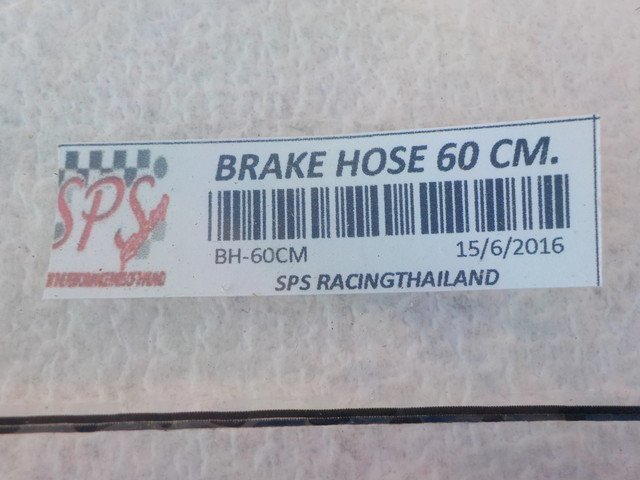 BRAKE HOSE 60 CM.
SPS
BH-60CM 15/6/2016
SPS RACINGTHAILAND